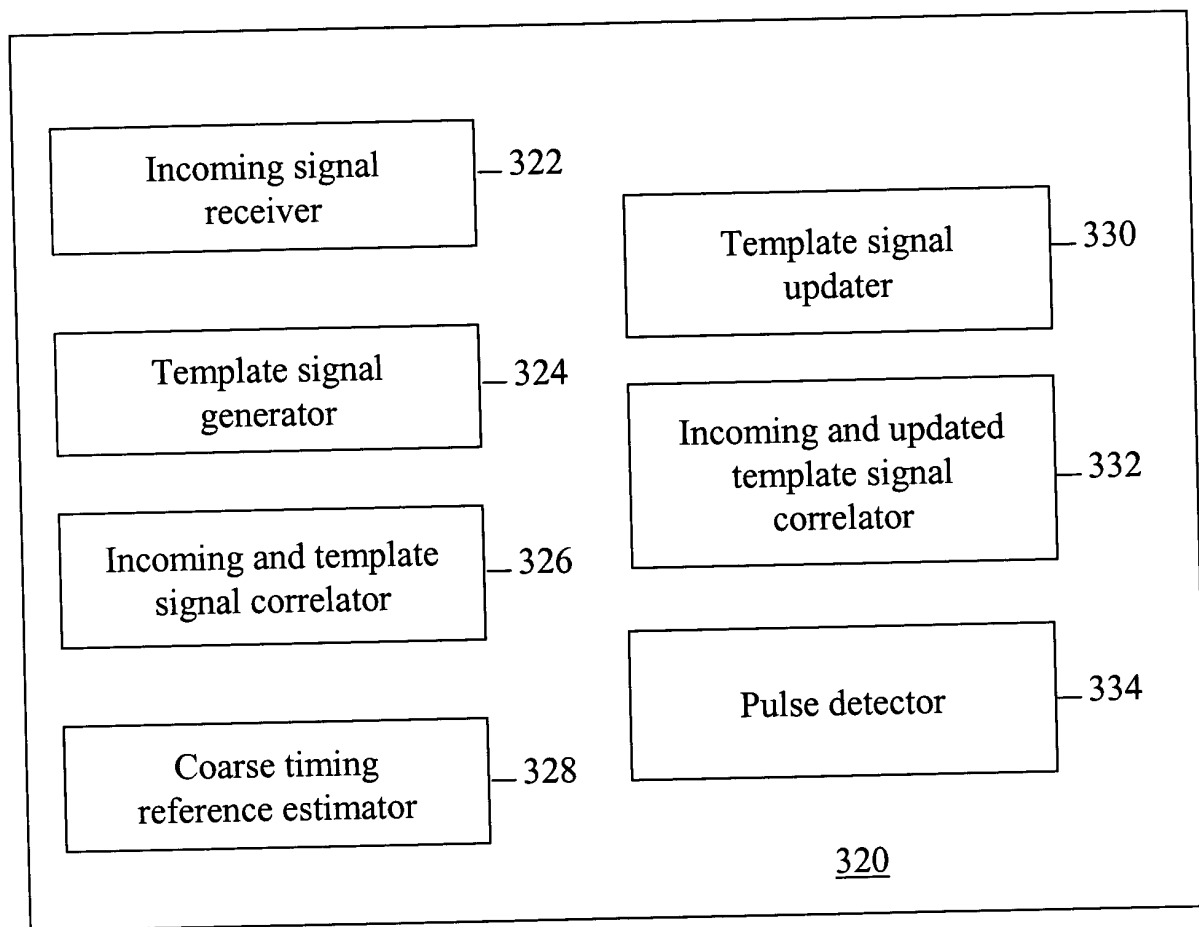 Incoming signal
receiver
322
Template signal
generator
324
Incoming and template
signal correlator
326
Coarse timing
reference estimator
328
Template signal
updater
330
Incoming and updated
template signal
correlator
332
Pulse detector
334
320